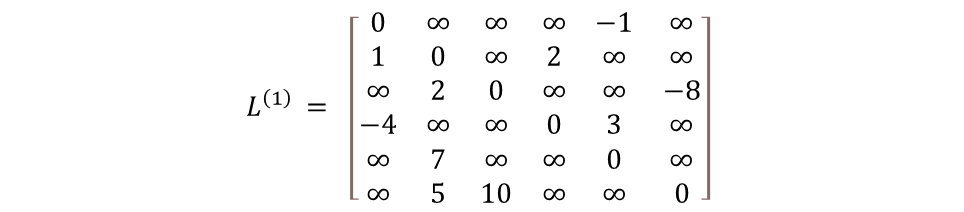 0 ∞ ∞ ∞ −1 ∞
1 0 ∞ 2 ∞ ∞
∞ 2 0 ∞ ∞ −8
L⁽¹⁾ =
−4 ∞ ∞ 0 3 ∞
∞ 7 ∞ ∞ 0 ∞
∞ 5 10 ∞ ∞ 0